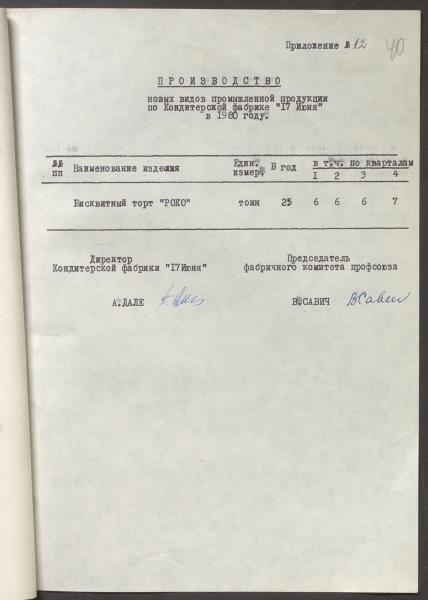 Приложение № 12
40
ПРОИЗВОДСТВО
новых видов промышленной продукции
по Кондитерской фабрике "17 Июня"
в 1980 году.
№№ пп Наименование изделия Един. измер. В год в т.ч. по кварталам
1 2 3 4
Бисквитный торт "РОКО" тонн 25 6 6 6 7
Директор Председатель
Кондитерской фабрики "17 Июня" фабричного комитета профсоюза
А.ДАЛЕ В.САВИЧ ВСавич